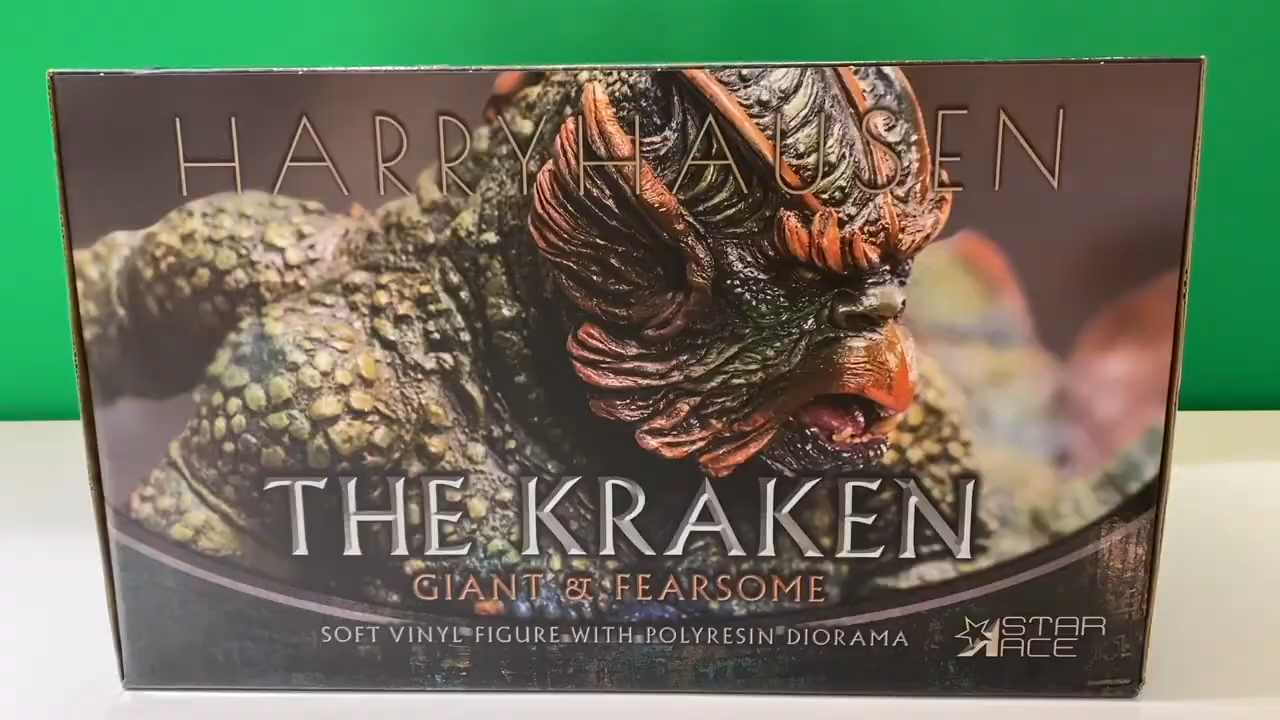 HARRYHAUSEN
THE KRAKEN
GIANT & FEARSOME
SOFT VINYL FIGURE WITH POLYRESIN DIORAMA
STAR
ACE